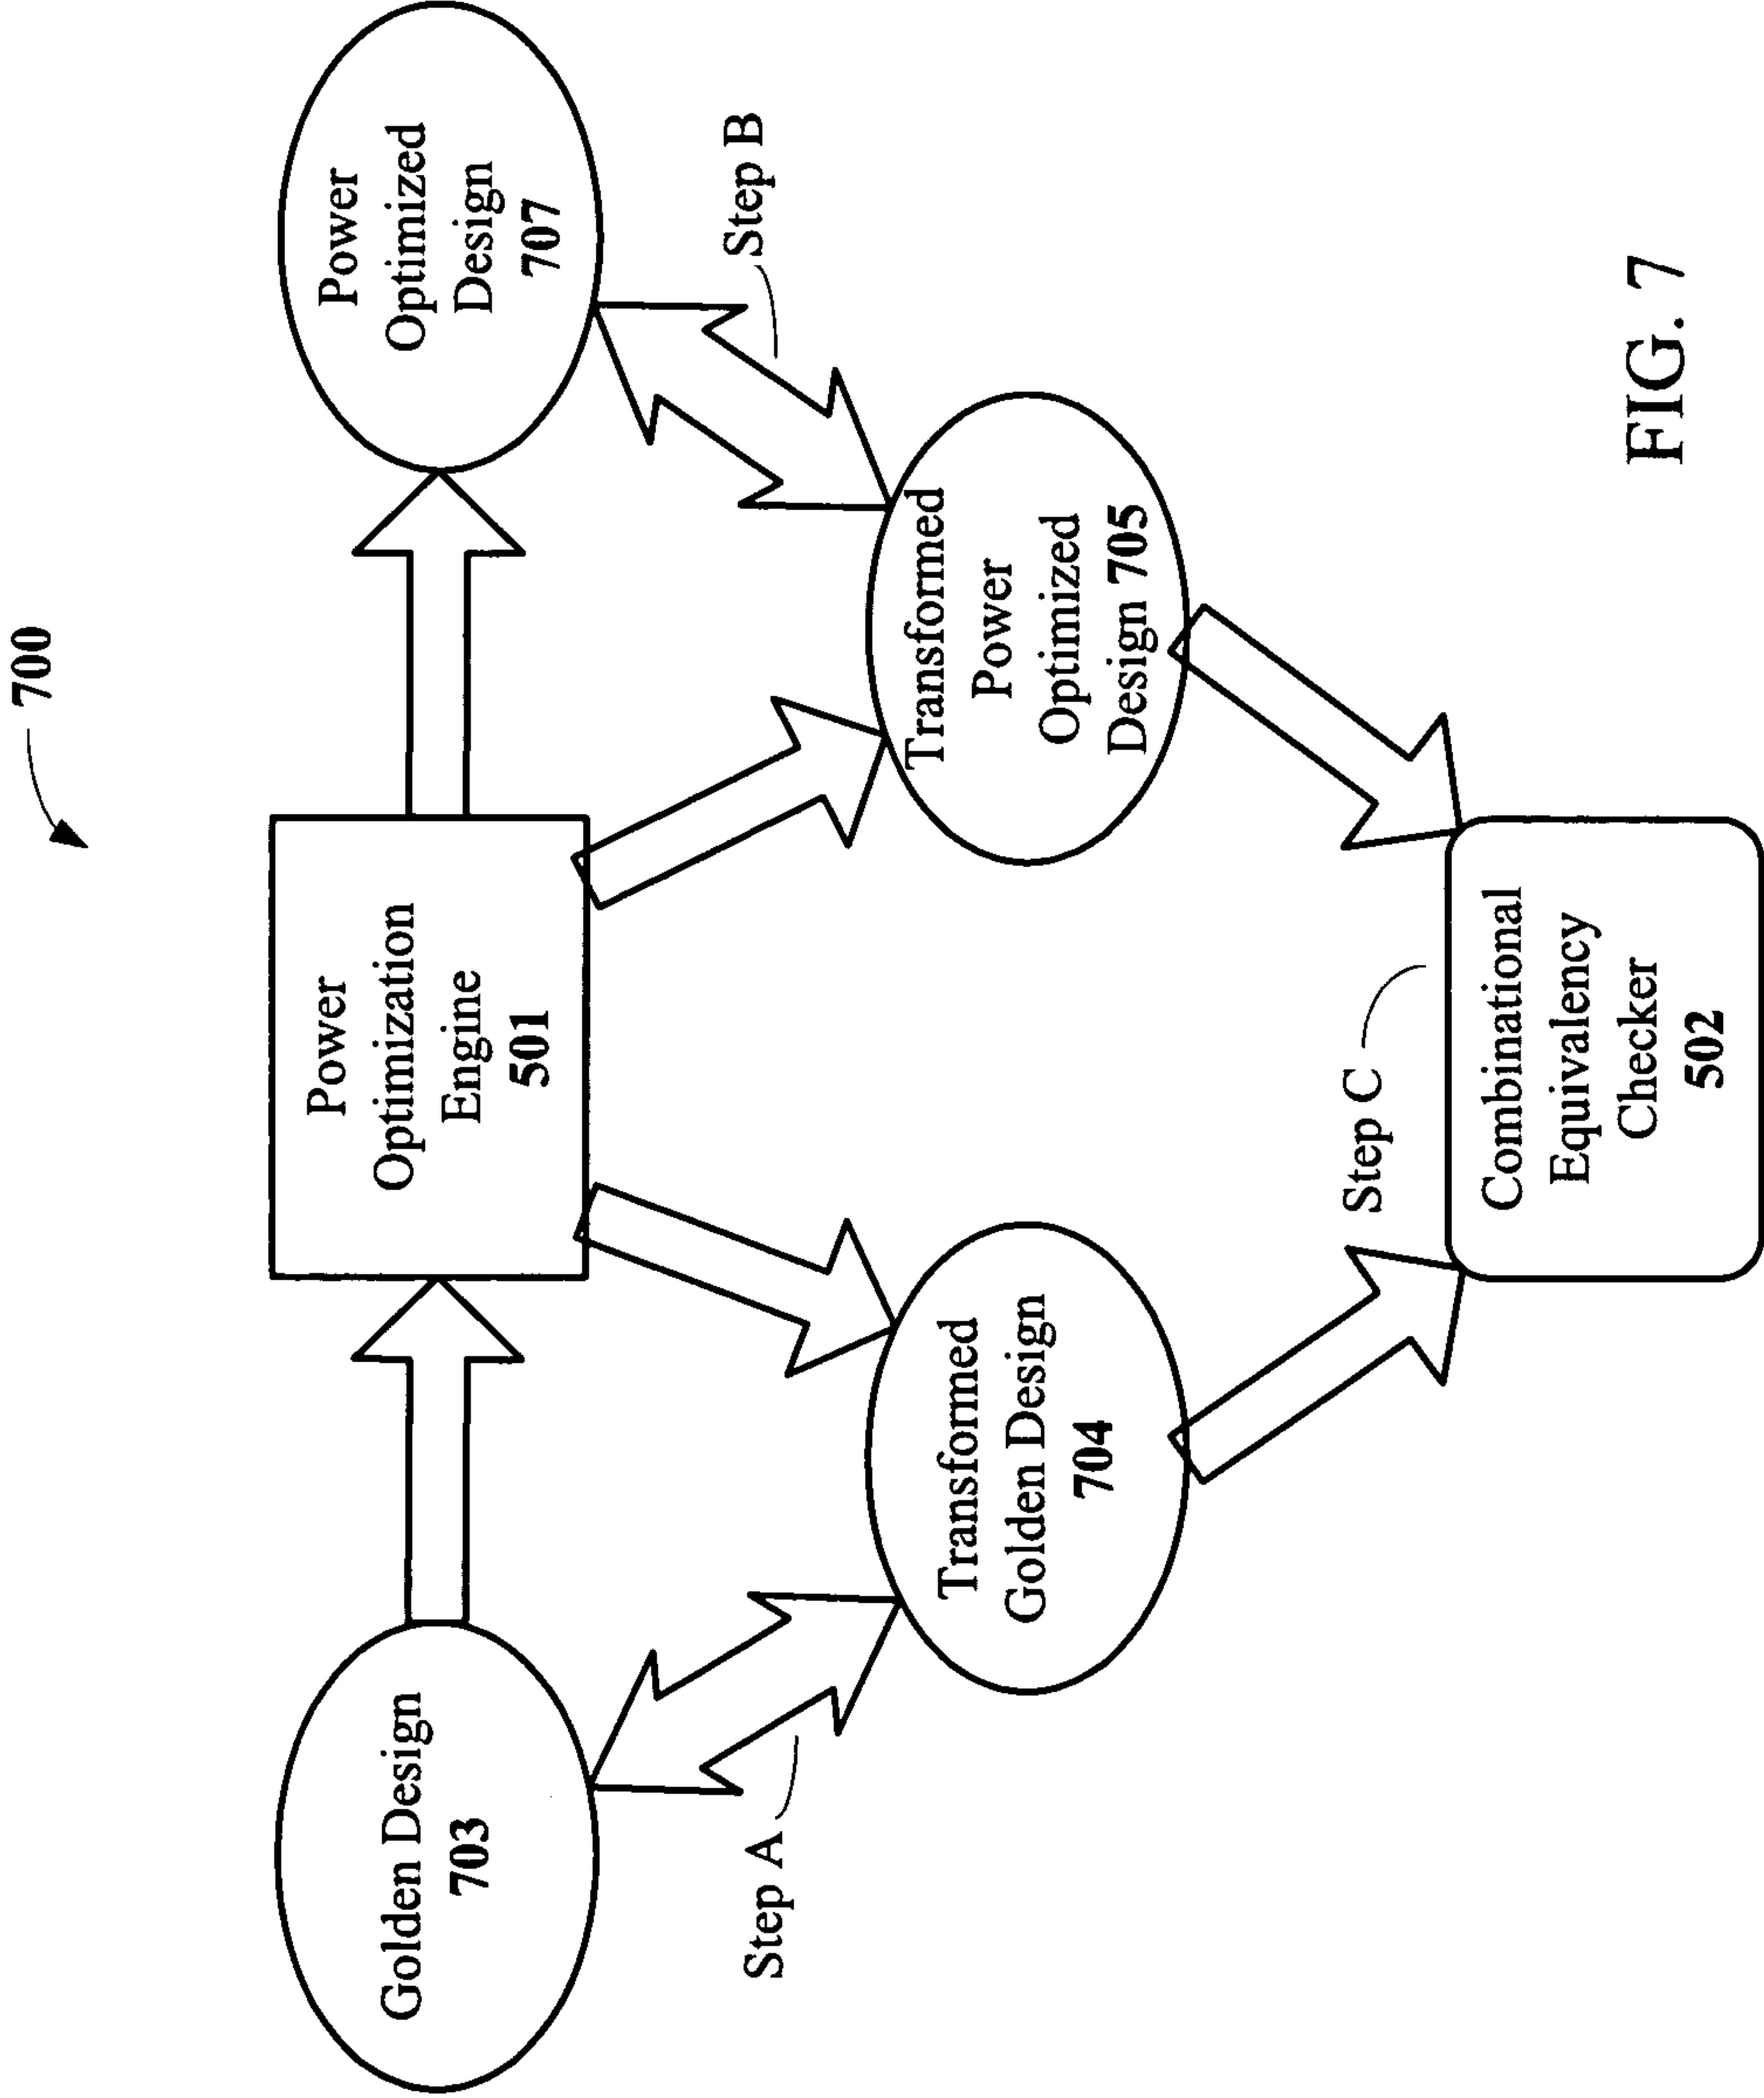 700
Golden Design
703
Power
Optimization
Engine
501
Power
Optimized
Design
707
Step A
Step B
Transformed
Golden Design
704
Transformed
Power
Optimized
Design 705
Step C
Combinational
Equivalency
Checker
502
FIG. 7